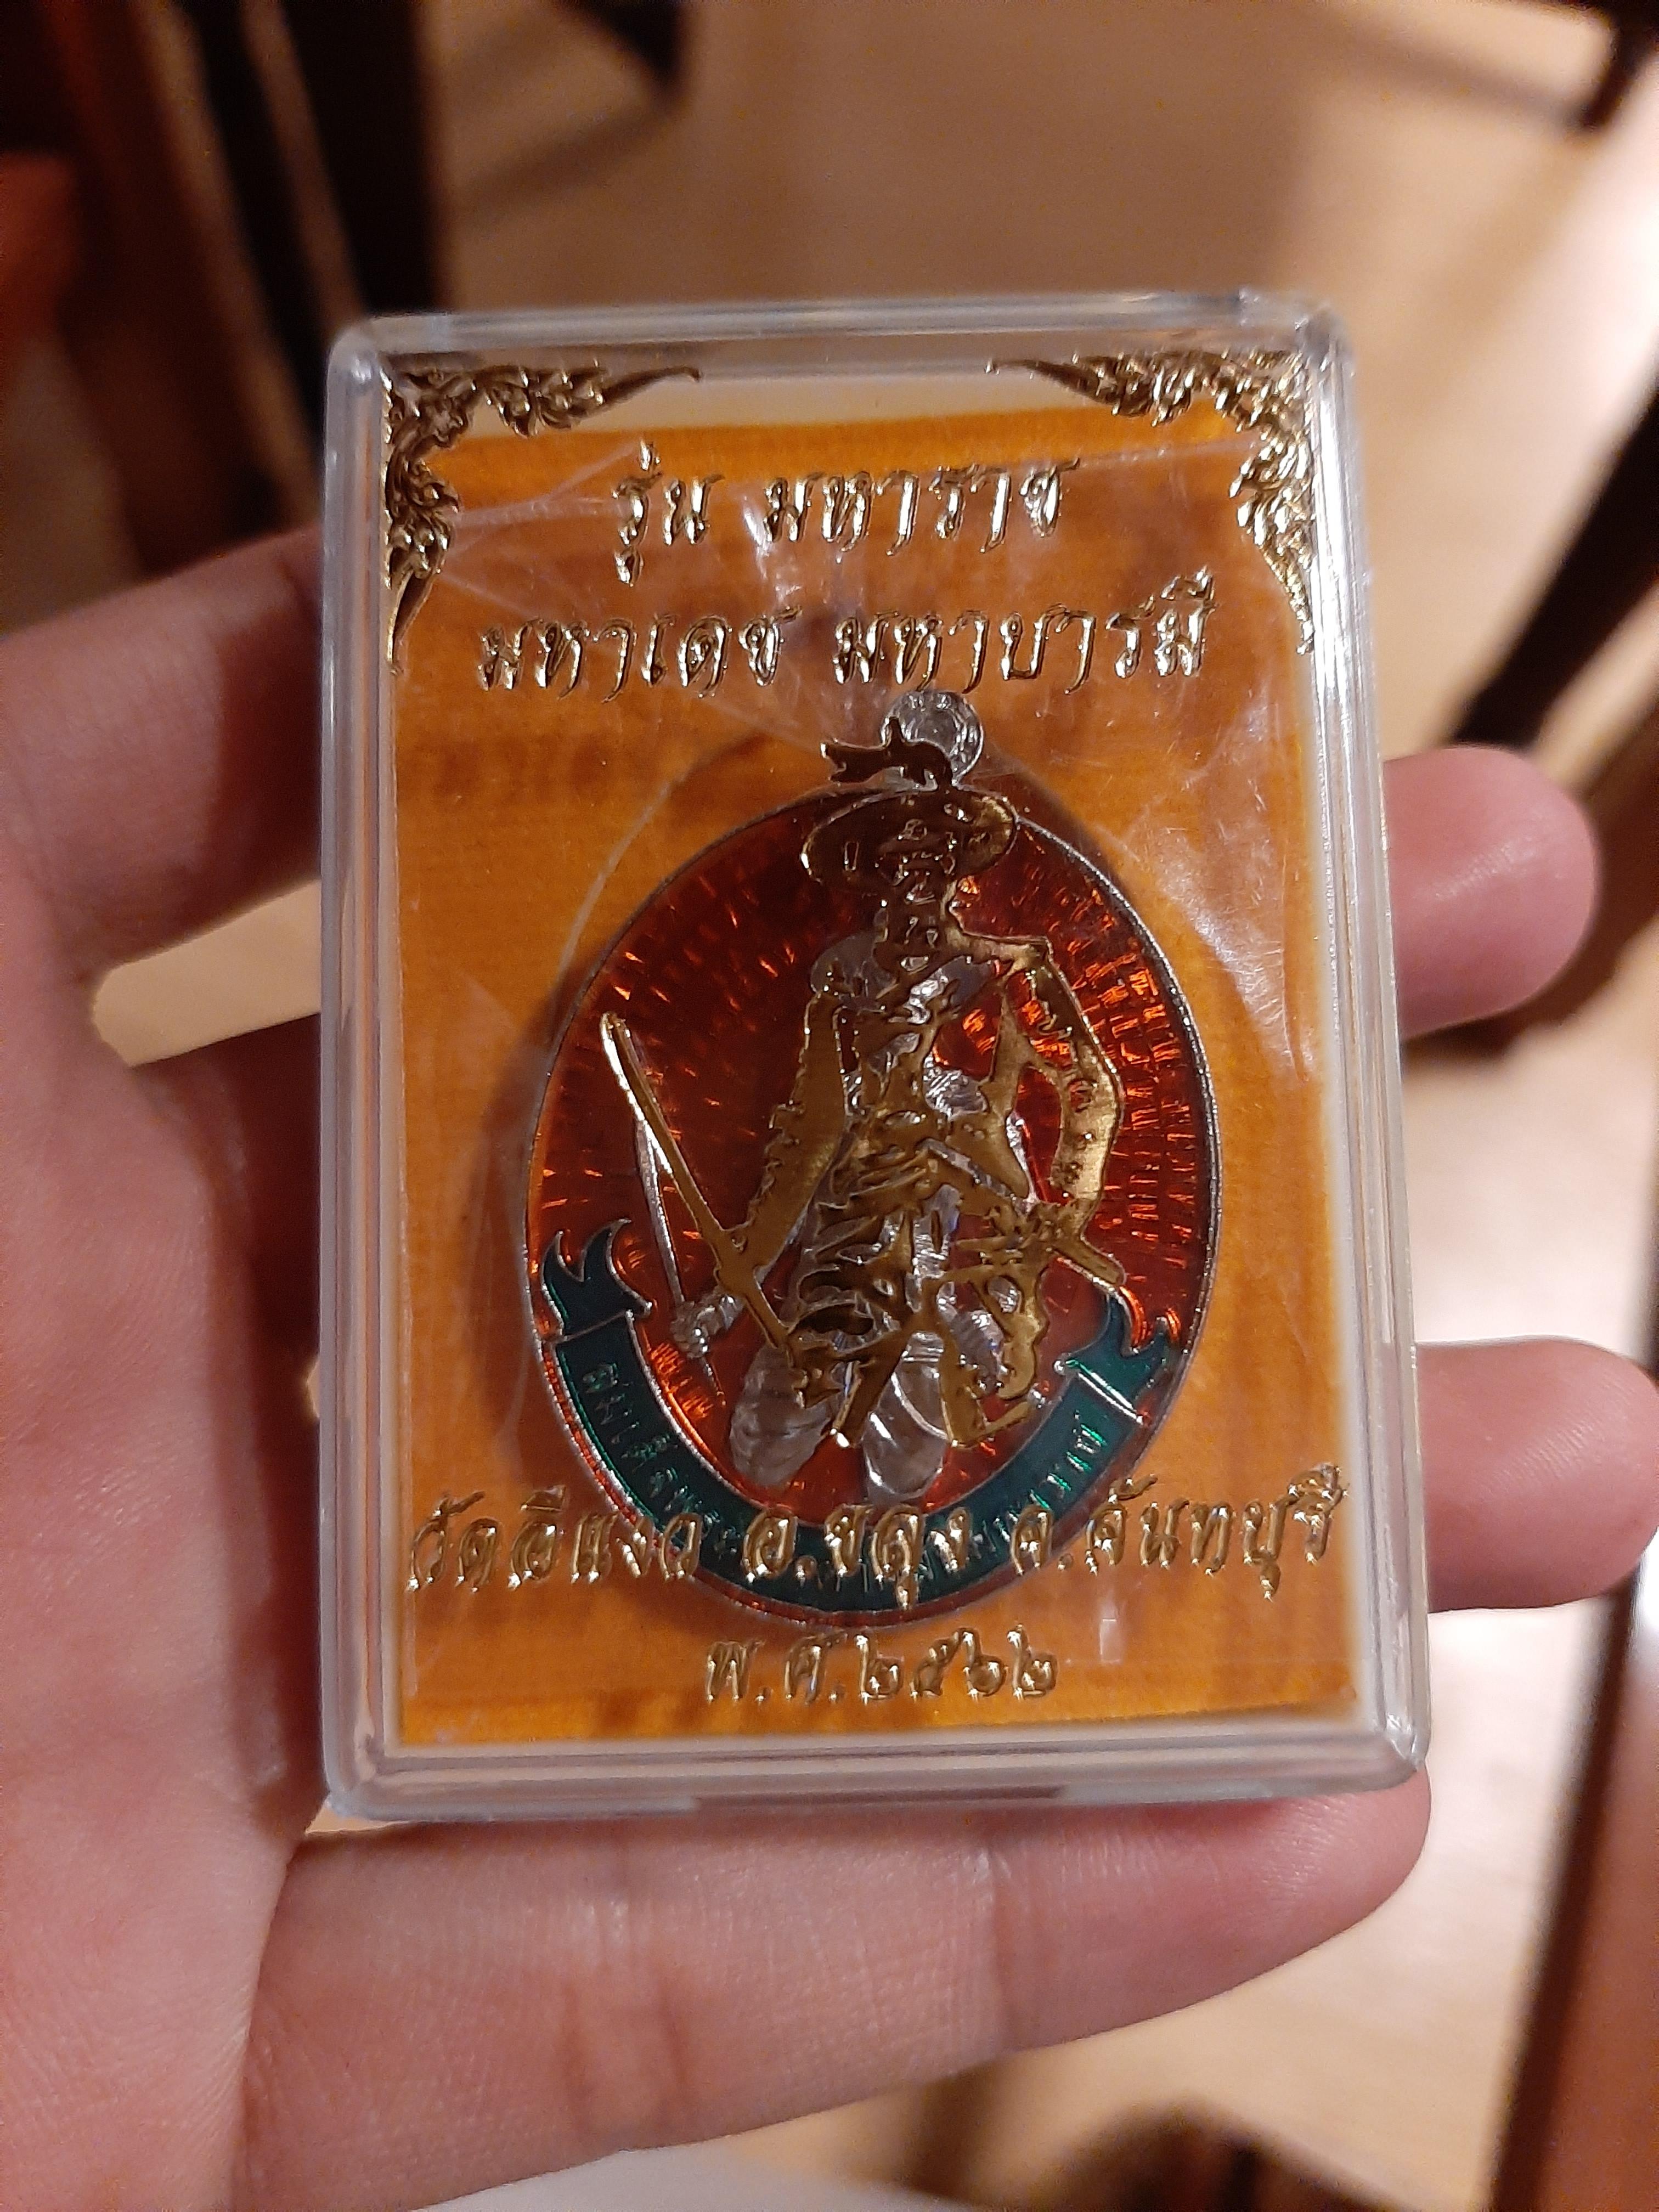 รุ่น มหาราช
มหาเดช มหาบารมี
วัดอีแงว อ.ขลุง จ.จันทบุรี
พ.ศ.๒๕๖๒